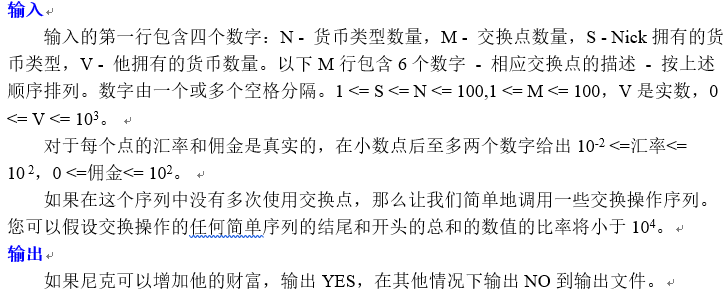 输入
输入的第一行包含四个数字：N - 货币类型数量，M - 交换点数量，S - Nick 拥有的货
币类型，V - 他拥有的货币数量。以下 M 行包含 6 个数字 - 相应交换点的描述 - 按上述
顺序排列。数字由一个或多个空格分隔。1 <= S <= N <= 100,1 <= M <= 100，V 是实数，0
<= V <= 10³。
对于每个点的汇率和佣金是真实的，在小数点后至多两个数字给出 10⁻² <=汇率<=
10 ²，0 <=佣金<= 10²。
如果在这个序列中没有多次使用交换点，那么让我们简单地调用一些交换操作序列。
您可以假设交换操作的任何简单序列的结尾和开头的总和的数值的比率将小于 10⁴。
输出
如果尼克可以增加他的财富，输出 YES，在其他情况下输出 NO 到输出文件。